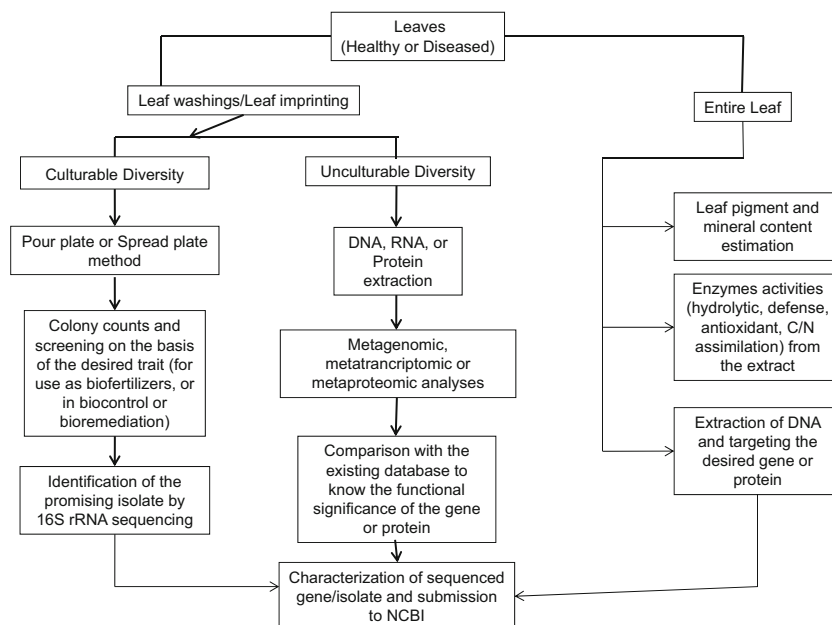 Leaves
(Healthy or Diseased)
Leaf washings/Leaf imprinting
Entire Leaf
Culturable Diversity
Unculturable Diversity
Pour plate or Spread plate
method
DNA, RNA, or
Protein
extraction
Leaf pigment and
mineral content
estimation
Colony counts and
screening on the basis
of the desired trait (for
use as biofertilizers, or
in biocontrol or
bioremediation)
Metagenomic,
metatrancriptomic or
metaproteomic analyses
Enzymes activities
(hydrolytic, defense,
antioxidant, C/N
assimilation) from
the extract
Identification of the
promising isolate by
16S rRNA sequencing
Comparison with the
existing database to
know the functional
significance of the gene
or protein
Extraction of DNA
and targeting the
desired gene or
protein
Characterization of sequenced
gene/isolate and submission
to NCBI